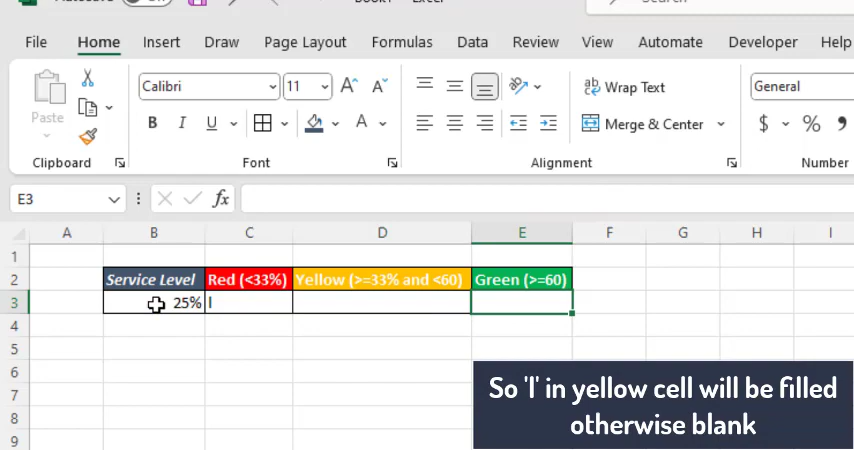 File Home Insert Draw Page Layout Formulas Data Review View Automate Developer Help
Paste
Calibri 11 A A
B I U A
ab Wrap Text
Merge & Center
General
$ %
Clipboard Font Alignment Number
E3 fx
A B C D E F G H I
1
2 Service Level Red (<33%) Yellow (>=33% and <60) Green (>=60)
3 25% l
4
5
6
7
8
9
So 'l' in yellow cell will be filled
otherwise blank